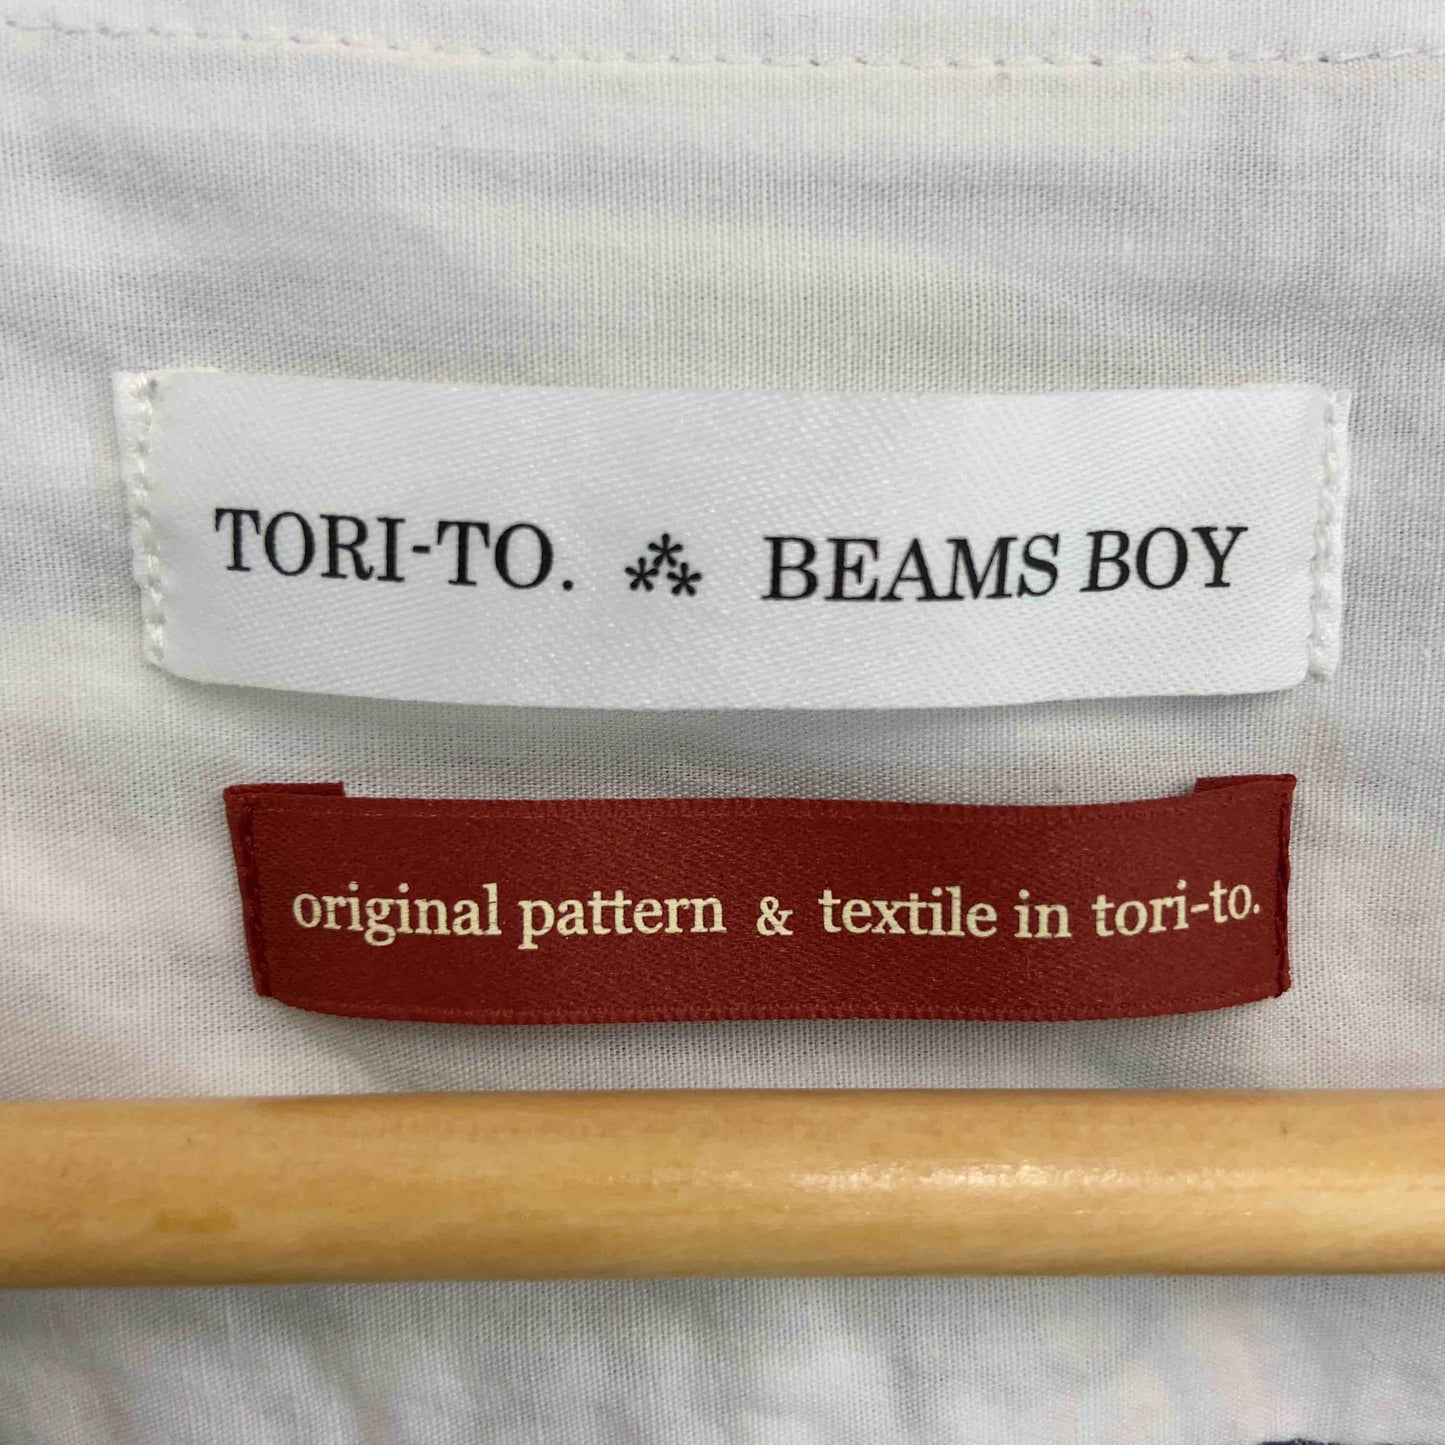 TORI-TO. ⁂ BEAMS BOY
original pattern & textile in tori-to.